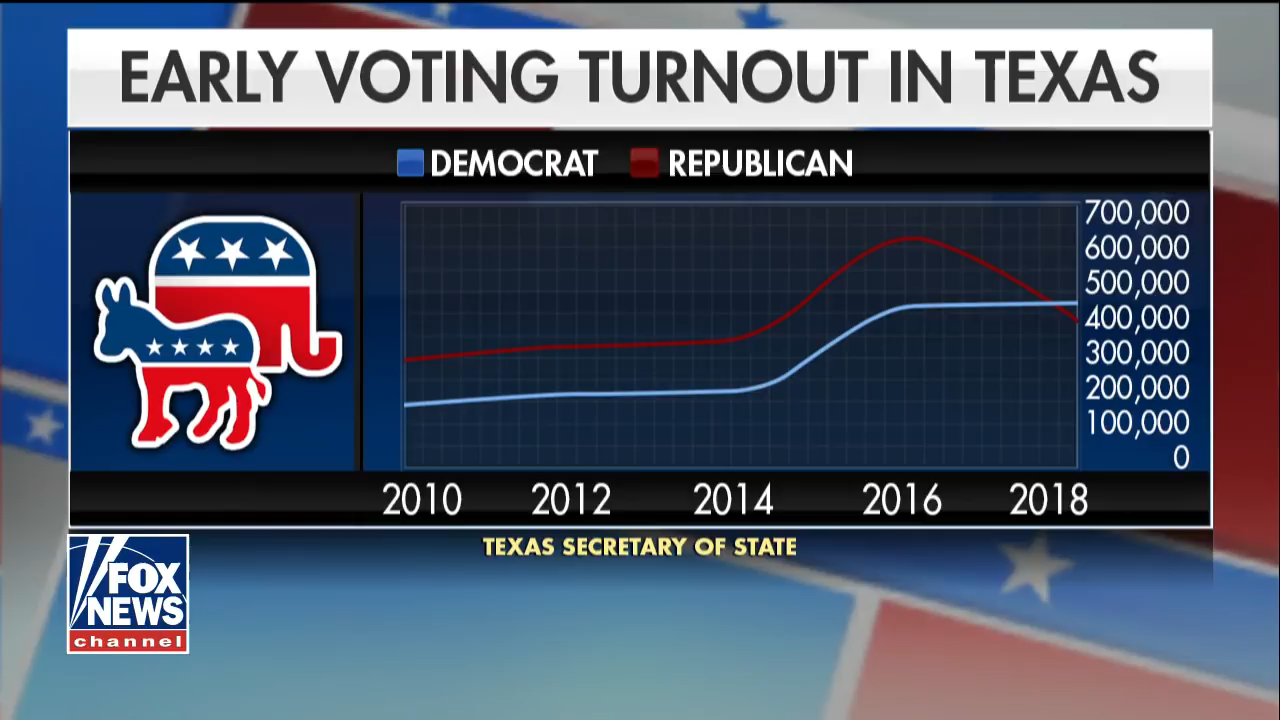 EARLY VOTING TURNOUT IN TEXAS
DEMOCRAT REPUBLICAN
700,000
600,000
500,000
400,000
300,000
200,000
100,000
0
2010 2012 2014 2016 2018
TEXAS SECRETARY OF STATE
FOX
NEWS
channel